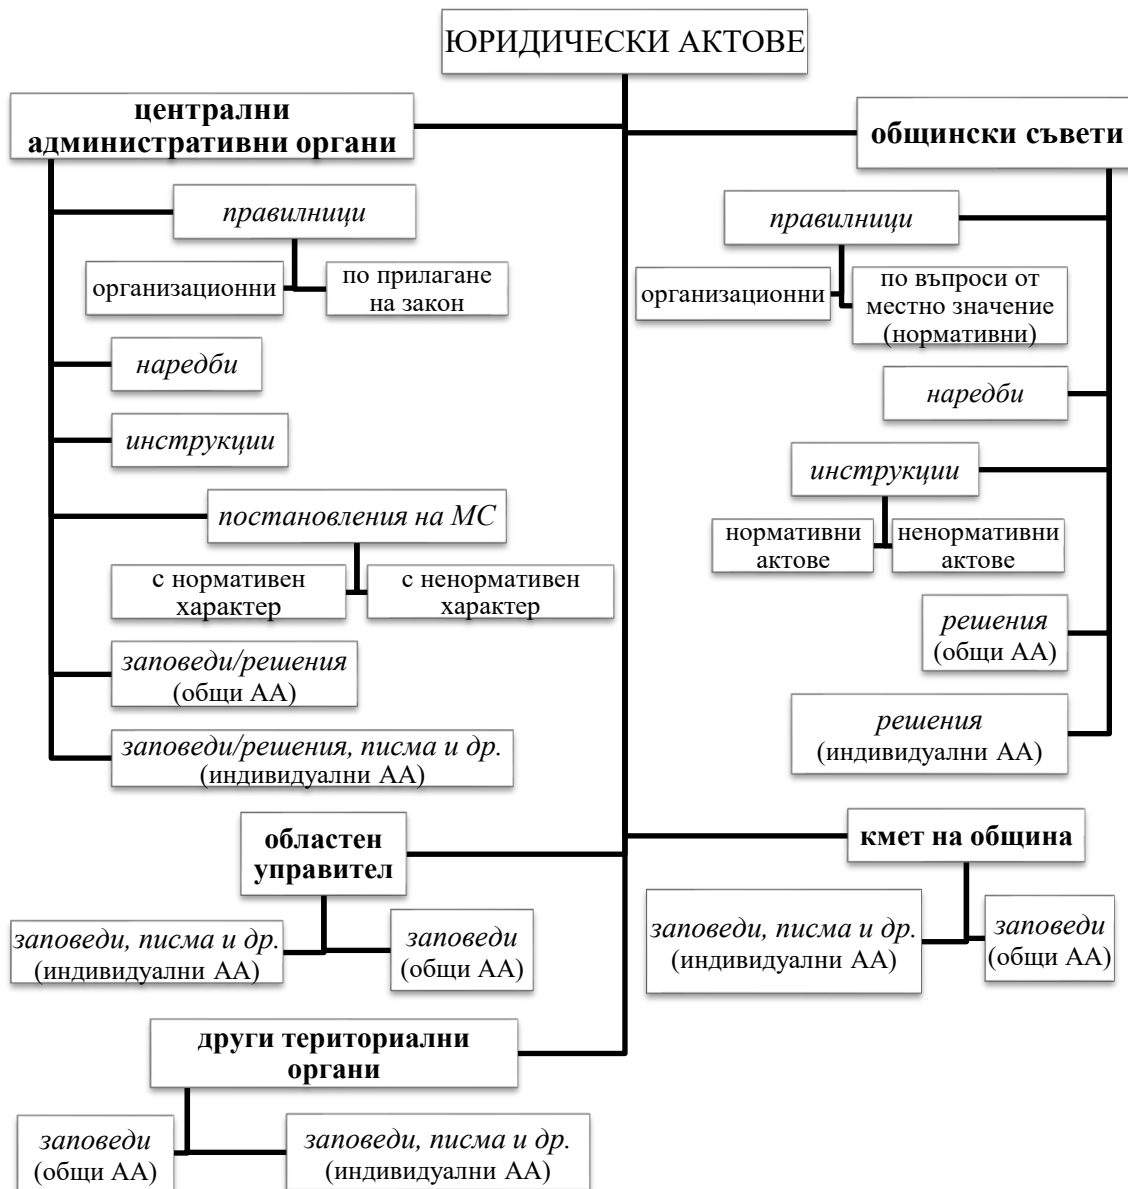 ЮРИДИЧЕСКИ АКТОВЕ
централни
административни органи
правилници
организационни
по прилагане
на закон
наредби
инструкции
постановления на МС
с нормативен
характер
с ненормативен
характер
заповеди/решения
(общи АА)
заповеди/решения, писма и др.
(индивидуални АА)
общински съвети
правилници
организационни
по въпроси от
местно значение
(нормативни)
наредби
инструкции
нормативни
актове
ненормативни
актове
решения
(общи АА)
решения
(индивидуални АА)
областен
управител
заповеди, писма и др.
(индивидуални АА)
заповеди
(общи АА)
кмет на община
заповеди, писма и др.
(индивидуални АА)
заповеди
(общи АА)
други териториални
органи
заповеди
(общи АА)
заповеди, писма и др.
(индивидуални АА)